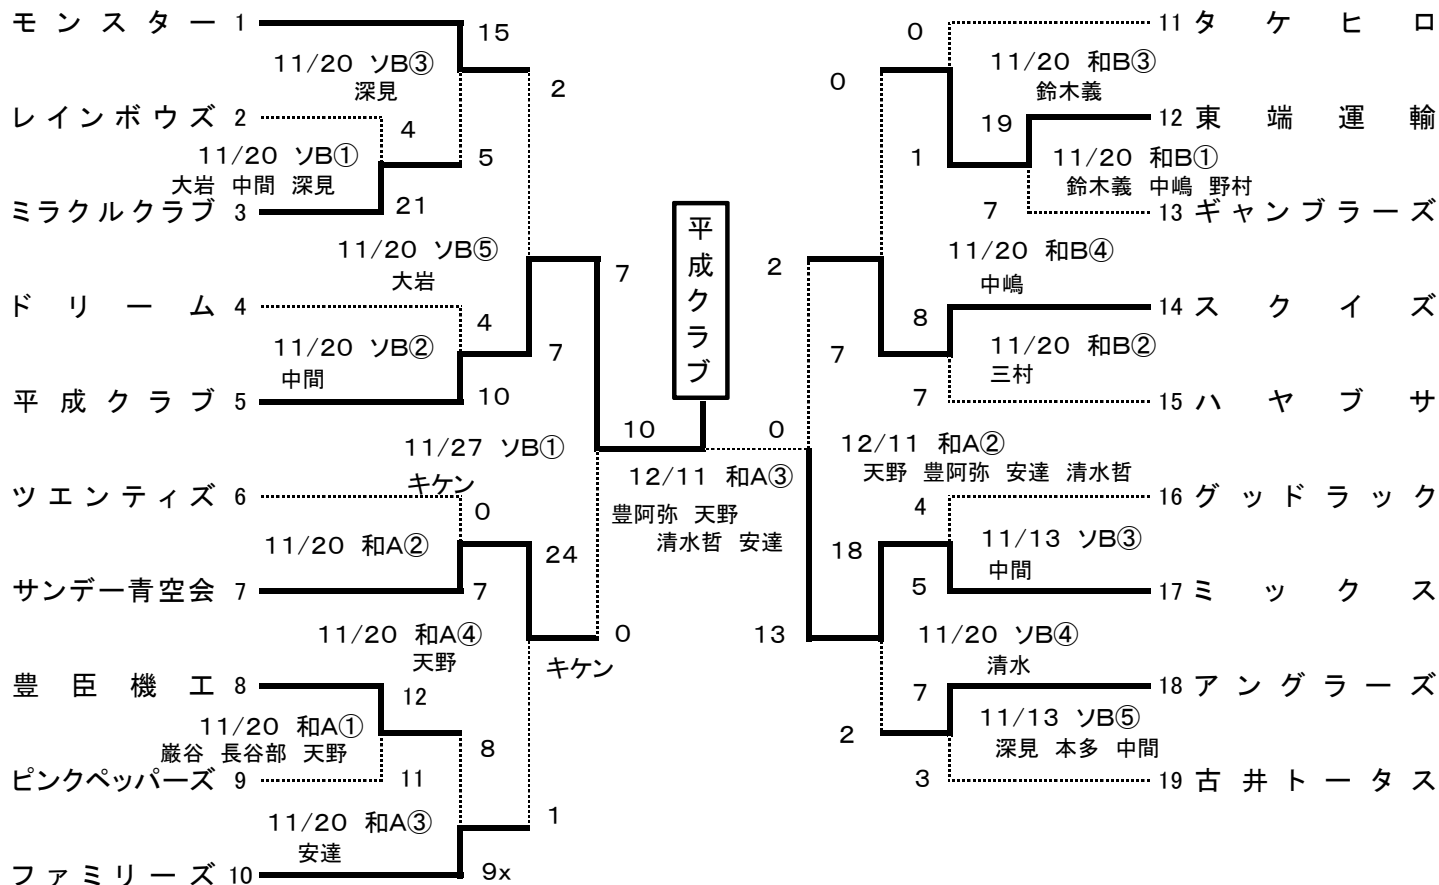 モンスター 1
15
11/20 ソB③
深見
2
レインボウズ 2
4
11/20 ソB①
5
大岩 中間 深見
ミラクルクラブ 3
21
11/20 ソB⑤
大岩
7
ドリーム 4
4
11/20 ソB②
7
中間
平成クラブ 5
10
11/27 ソB①
10
キケン
ツエンティズ 6
0
11/20 和A②
24
サンデー青空会 7
7
11/20 和A④
0
天野
キケン
豊臣機工 8
12
11/20 和A①
8
巌谷 長谷部 天野
ピンクペッパーズ 9
11
11/20 和A③
1
安達
ファミリーズ 10
9x
平成クラブ
12/11 和A③
豊阿弥 天野
清水哲 安達
0
11 タケヒロ
0
11/20 和B③
鈴木義
0
19
12 東端運輸
1
11/20 和B①
鈴木義 中嶋 野村
7
13 ギャンブラーズ
11/20 和B④
中嶋
2
8
14 スクイズ
7
11/20 和B②
三村
7
15 ハヤブサ
12/11 和A②
天野 豊阿弥 安達 清水哲
4
16 グッドラック
18
11/13 ソB③
中間
5
17 ミックス
13
11/20 ソB④
清水
7
18 アングラーズ
2
11/13 ソB⑤
深見 本多 中間
3
19 古井トータス